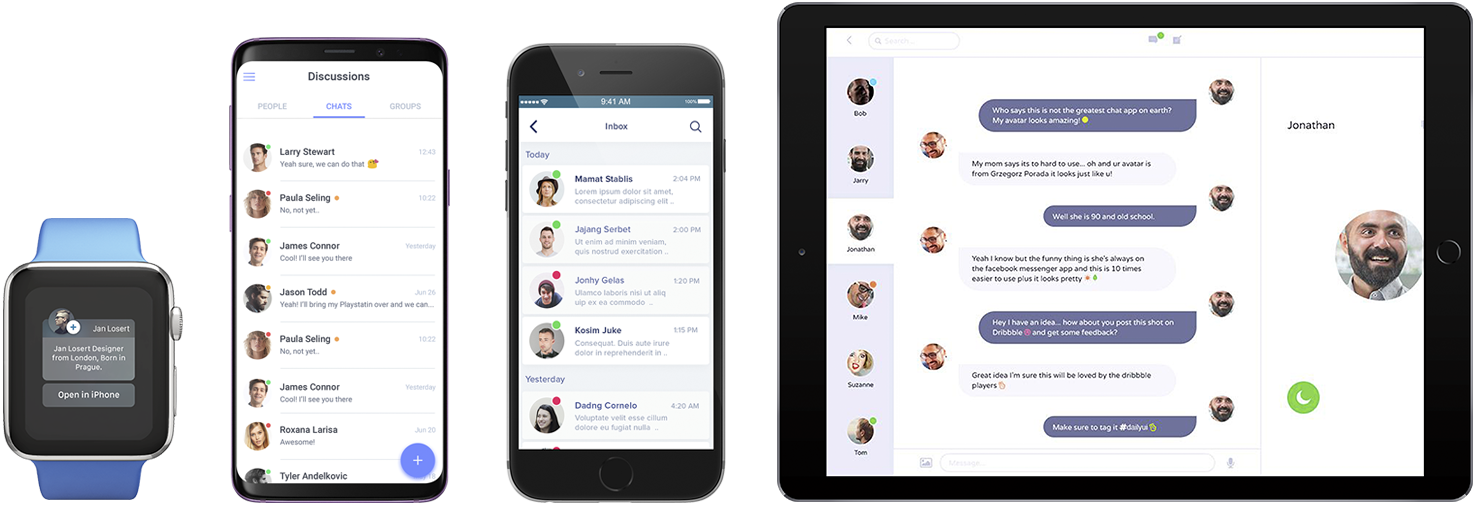 Jan Losert
Jan Losert Designer
from London, Born in
Prague.
Open in iPhone
Discussions
PEOPLE CHATS GROUPS
Larry Stewart 12:43
Yeah sure, we can do that
Paula Seling 10:22
No, not yet..
James Connor Yesterday
Cool! I'll see you there
Jason Todd Jun 26
Yeah! I'll bring my Playstatin over and we can...
Paula Seling 10:23
No, not yet..
James Connor Yesterday
Cool! I'll see you there
Roxana Larisa Jun 20
Awesome!
Tyler Andelkovic
+
9:41 AM 100%
Inbox
Today
Mamat Stablis 2:04 PM
Lorem ipsum dolor sit amet,
consectetur adipiscing elit ..
Jajang Serbet 2:00 PM
Ut enim ad minim veniam,
quis nostrud exercitation ..
Jonhy Gelas 1:20 PM
Ullamco laboris nisi ut aliq
uip ex ea commodo ..
Kosim Juke 1:15 PM
Consequat. Duis aute irure
dolor in reprehenderit in ..
Yesterday
Dadng Cornelo 4:20 AM
Voluptate velit esse cillum
dolore eu fugiat nulla ..
Search...
Bob
Jarry
Jonathan
Mike
Suzanne
Tom
Who says this is not the greatest chat app on earth?
My avatar looks amazing!
My mom says its to hard to use... oh and ur avatar is
from Grzegorz Porada it looks just like u!
Well she is 90 and old school.
Yeah I know but the funny thing is she's always on
the facebook messenger app and this is 10 times
easier to use plus it looks pretty
Hey I have an idea... how about you post this shot on
Dribbble and get some feedback?
Great idea I'm sure this will be loved by the dribbble
players
Make sure to tag it #dailyui
Message...
Jonathan